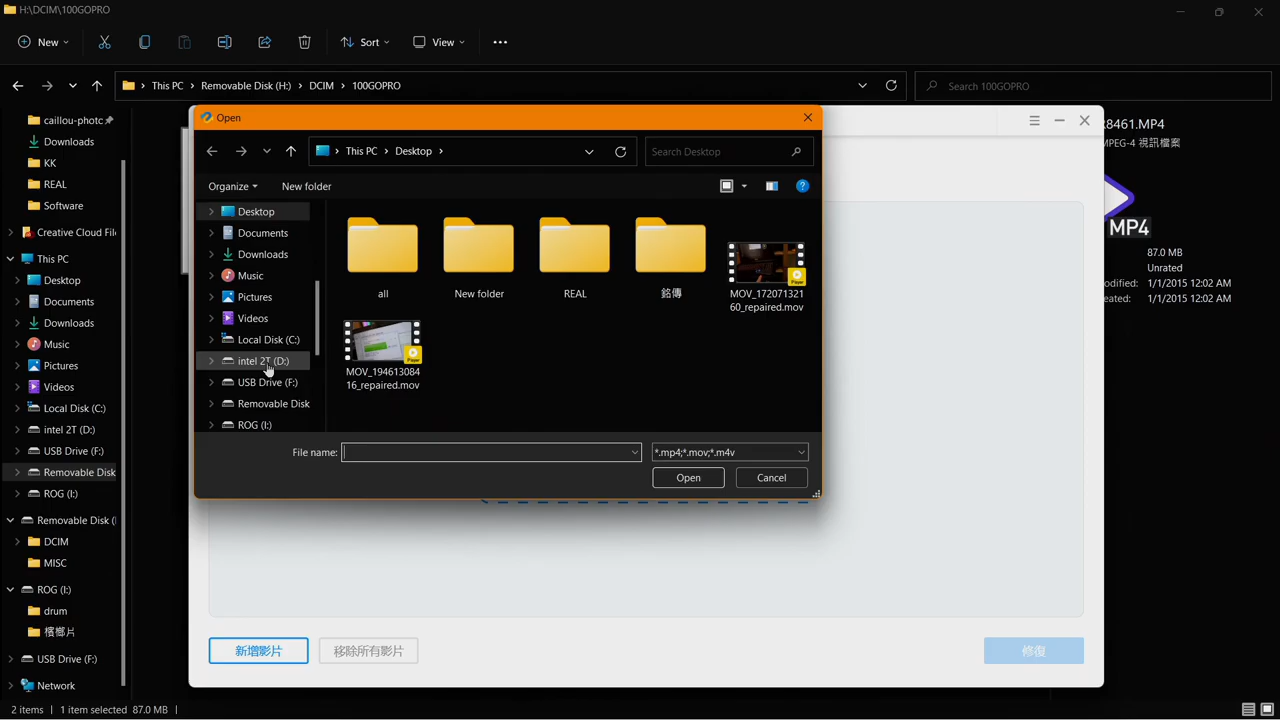 H:\DCIM\100GOPRO
New
Sort
View
This PC
Removable Disk (H:)
DCIM
100GOPRO
Search 100GOPRO
caillou-photc
Downloads
KK
REAL
Software
Creative Cloud File
This PC
Desktop
Documents
Downloads
Music
Pictures
Videos
Local Disk (C:)
intel 2T (D:)
USB Drive (F:)
Removable Disk
ROG (I:)
Removable Disk (
DCIM
MISC
ROG (I:)
drum
檳榔片
USB Drive (F:)
Network
2 items
1 item selected 87.0 MB
Open
This PC
Desktop
Search Desktop
Organize
New folder
Desktop
Documents
Downloads
Music
Pictures
Videos
Local Disk (C:)
intel 2T (D:)
USB Drive (F:)
Removable Disk
ROG (I:)
all
New folder
REAL
銘傳
MOV_172071321
60_repaired.mov
MOV_194613084
16_repaired.mov
File name:
*.mp4;*.mov;*.m4v
Open
Cancel
新增影片
移除所有影片
修復
R8461.MP4
MPEG-4 視訊檔案
MP4
87.0 MB
Unrated
odified:
1/1/2015 12:02 AM
eated:
1/1/2015 12:02 AM